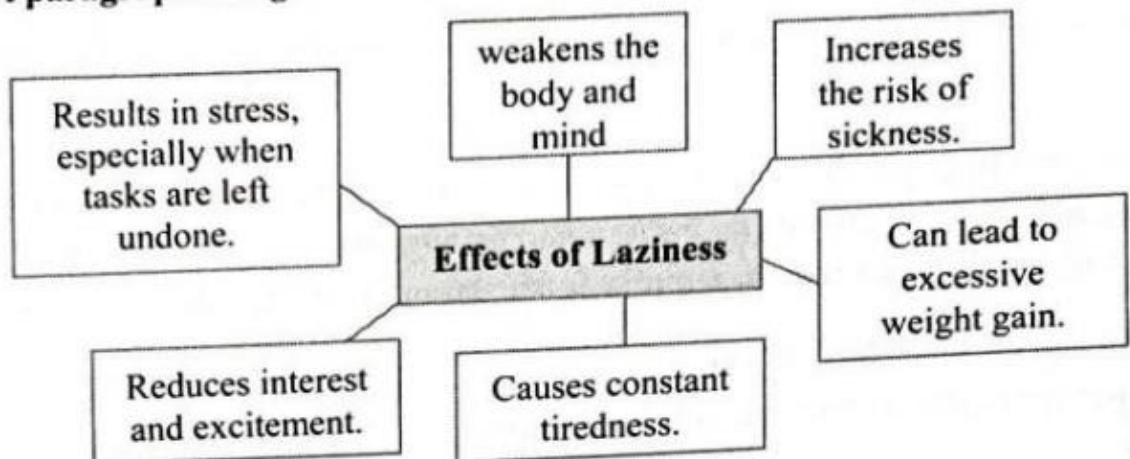 weakens the
body and
mind
Increases
the risk of
sickness.
Results in stress,
especially when
tasks are left
undone.
Effects of Laziness
Can lead to
excessive
weight gain.
Reduces interest
and excitement.
Causes constant
tiredness.